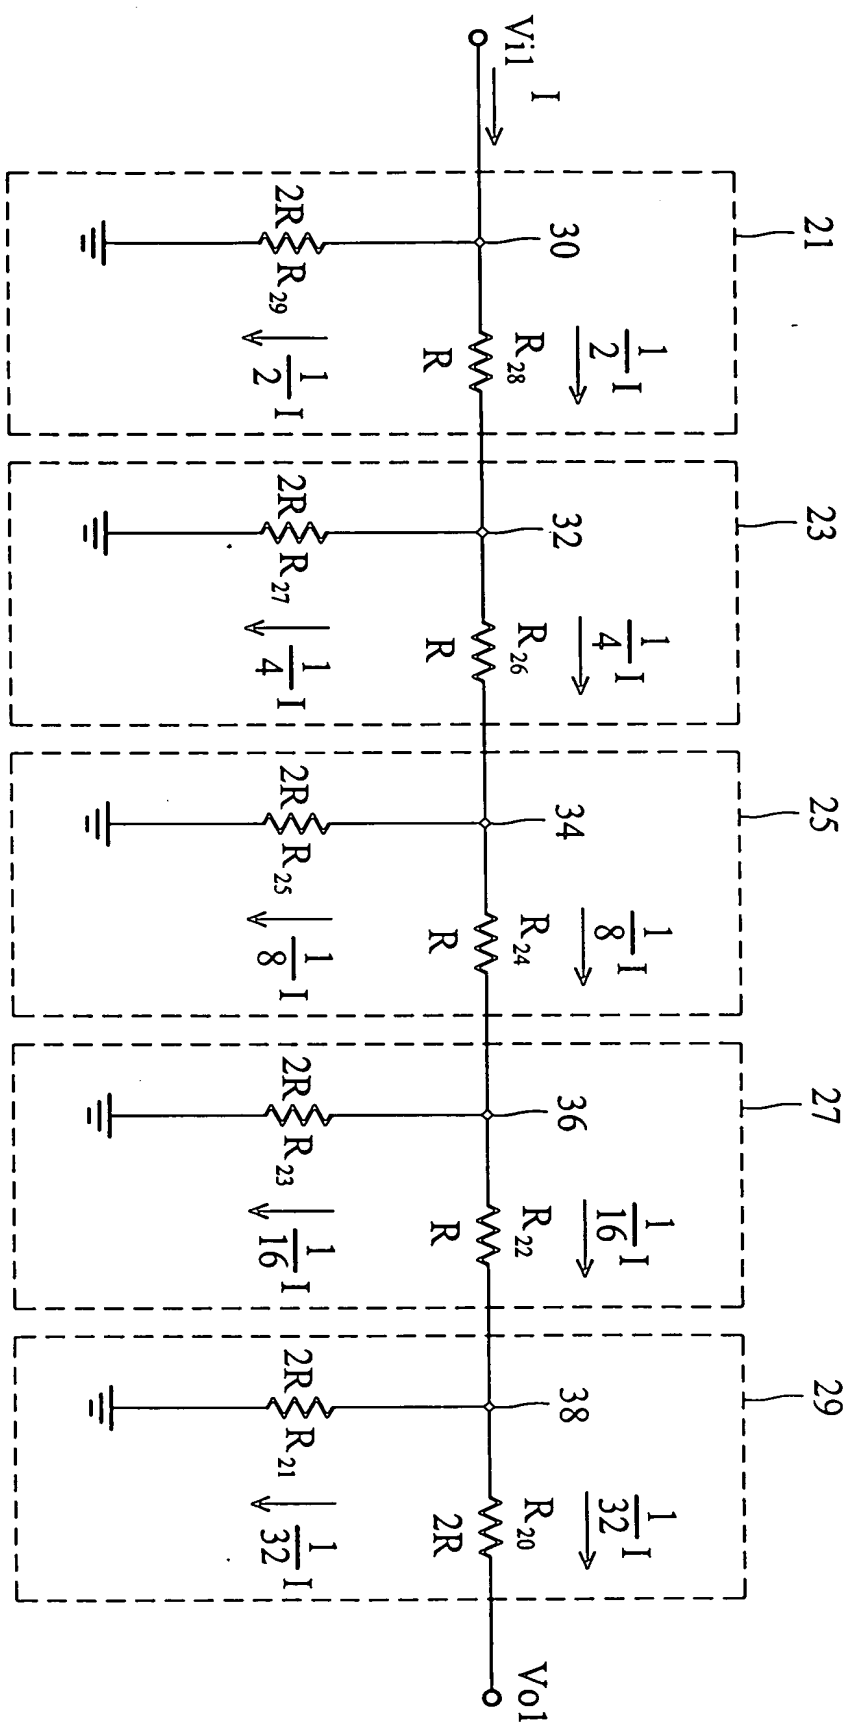 21
23
25
27
29
Vi1
I
30
R28
R
1/2 I
2R
R29
1/2 I
32
R26
R
1/4 I
2R
R27
1/4 I
34
R24
R
1/8 I
2R
R25
1/8 I
36
R22
R
1/16 I
2R
R23
1/16 I
38
R20
2R
1/32 I
2R
R21
1/32 I
Vo1